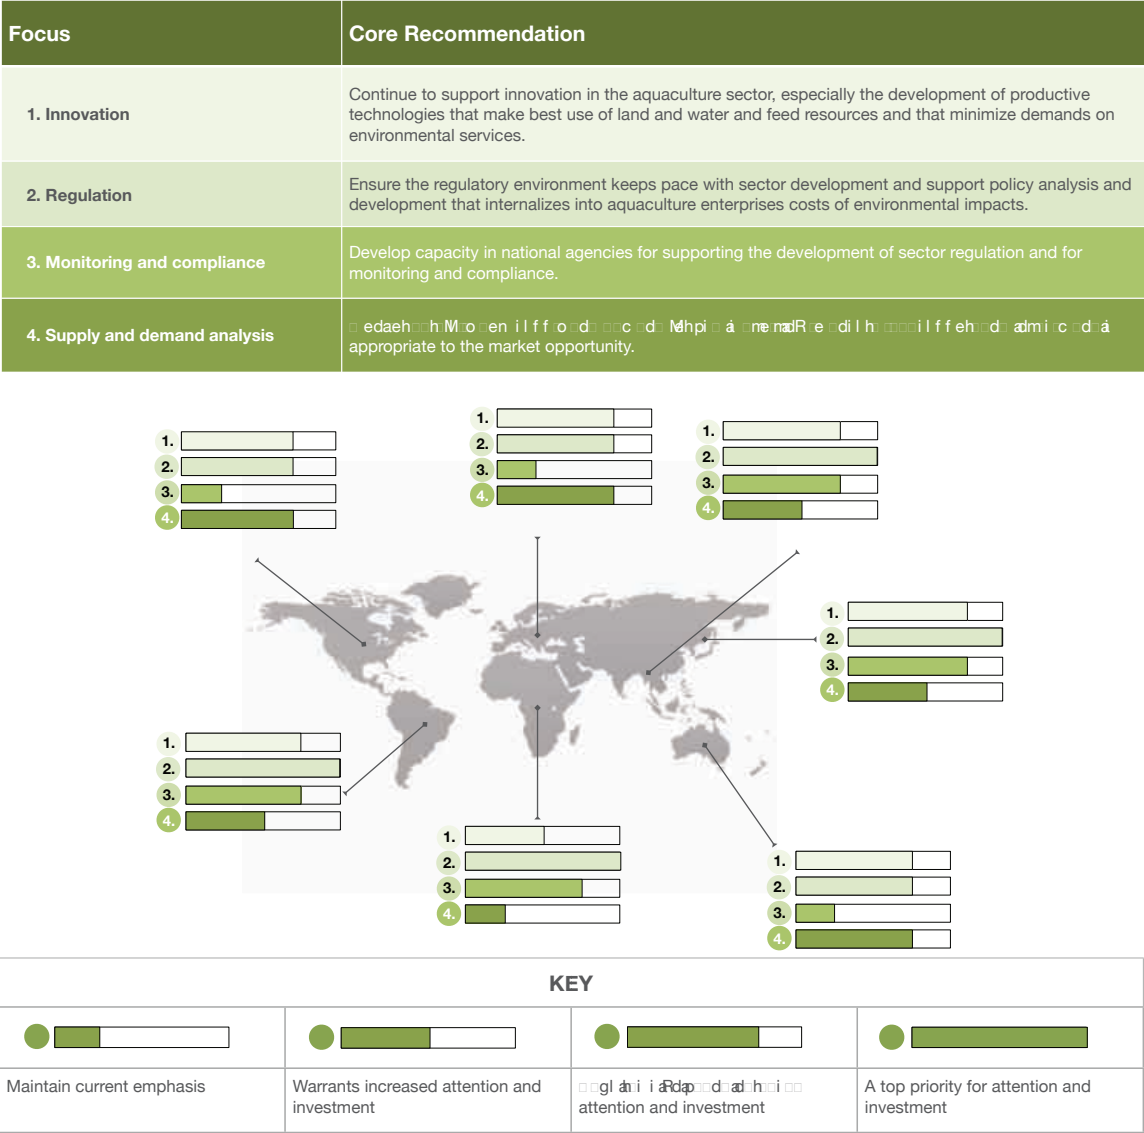 Focus
Core Recommendation
1. Innovation
Continue to support innovation in the aquaculture sector, especially the development of productive
technologies that make best use of land and water and feed resources and that minimize demands on
environmental services.
2. Regulation
Ensure the regulatory environment keeps pace with sector development and support policy analysis and
development that internalizes into aquaculture enterprises costs of environmental impacts.
3. Monitoring and compliance
Develop capacity in national agencies for supporting the development of sector regulation and for
monitoring and compliance.
4. Supply and demand analysis
appropriate to the market opportunity.
1.
2.
3.
4.
1.
2.
3.
4.
1.
2.
3.
4.
1.
2.
3.
4.
1.
2.
3.
4.
1.
2.
3.
4.
1.
2.
3.
4.
KEY
Maintain current emphasis
Warrants increased attention and
investment
attention and investment
A top priority for attention and
investment